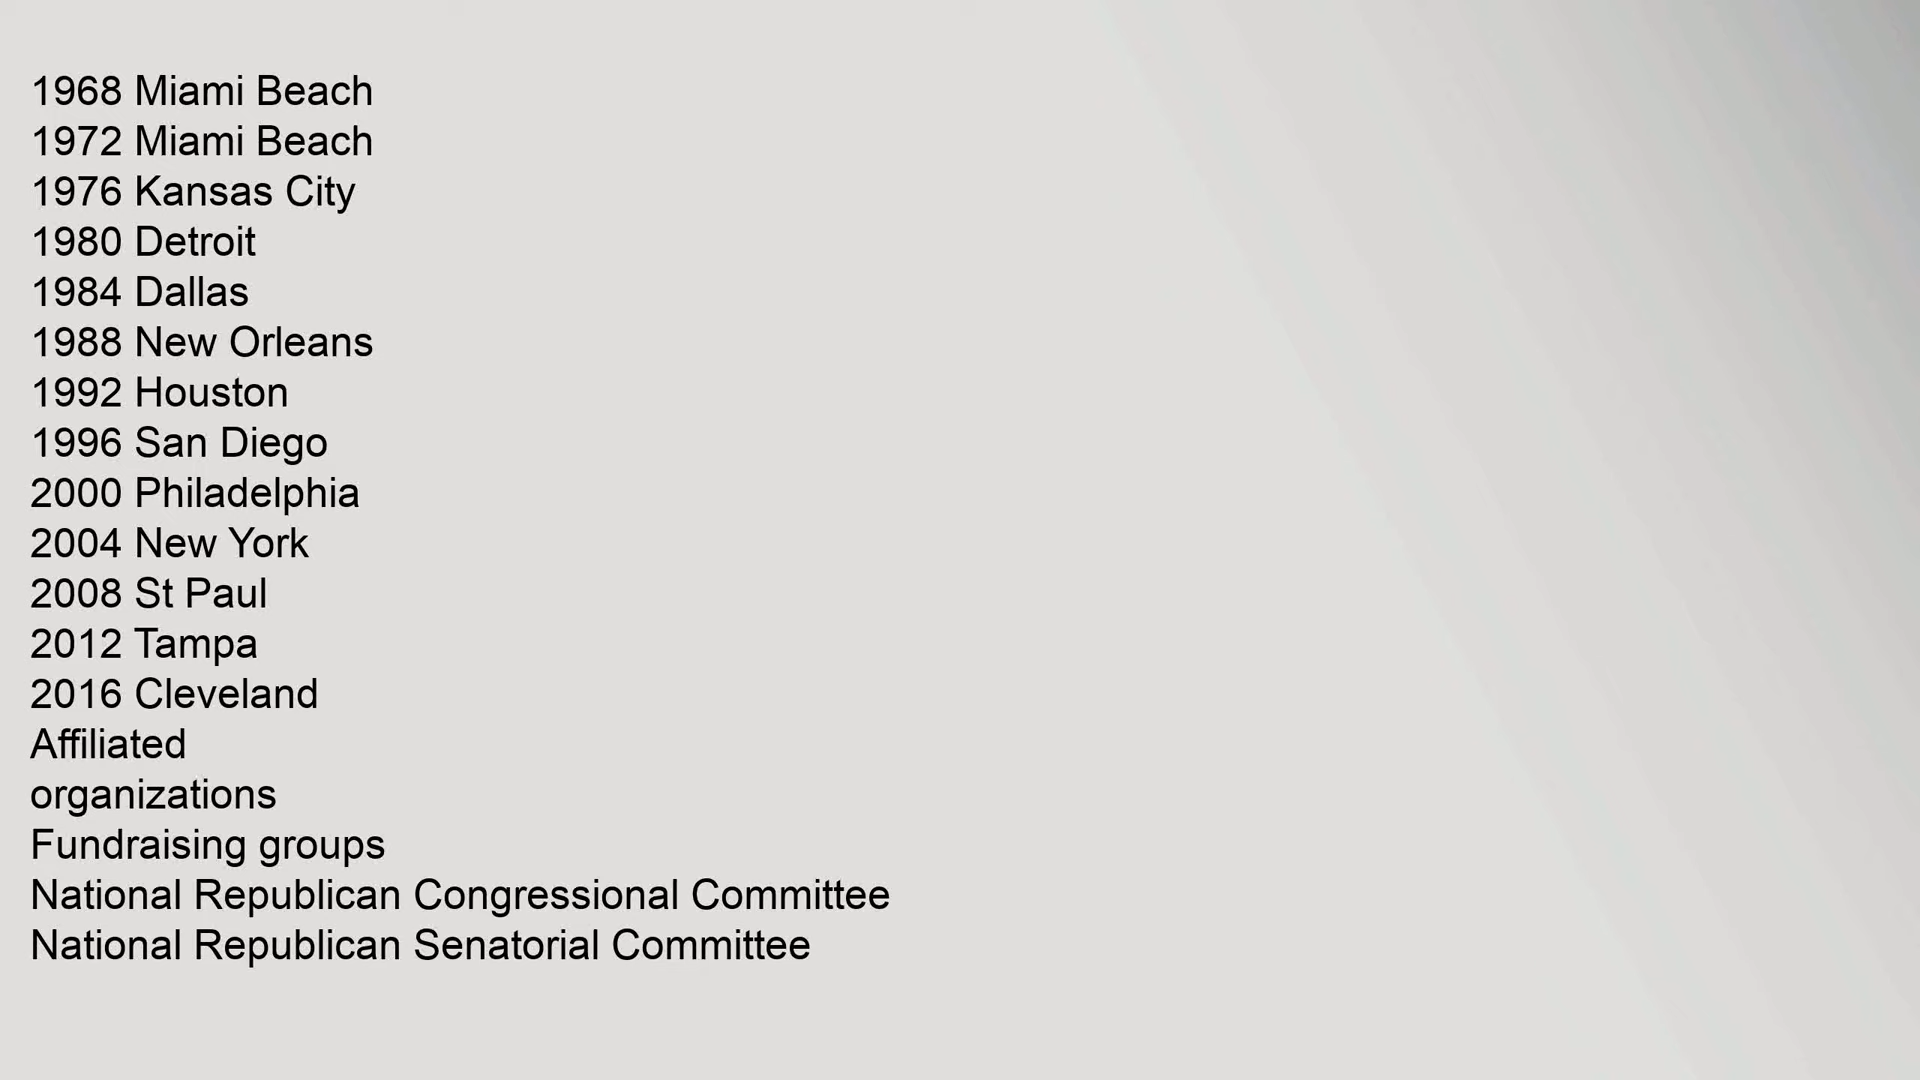 1968 Miami Beach
1972 Miami Beach
1976 Kansas City
1980 Detroit
1984 Dallas
1988 New Orleans
1992 Houston
1996 San Diego
2000 Philadelphia
2004 New York
2008 St Paul
2012 Tampa
2016 Cleveland
Affiliated
organizations
Fundraising groups
National Republican Congressional Committee
National Republican Senatorial Committee